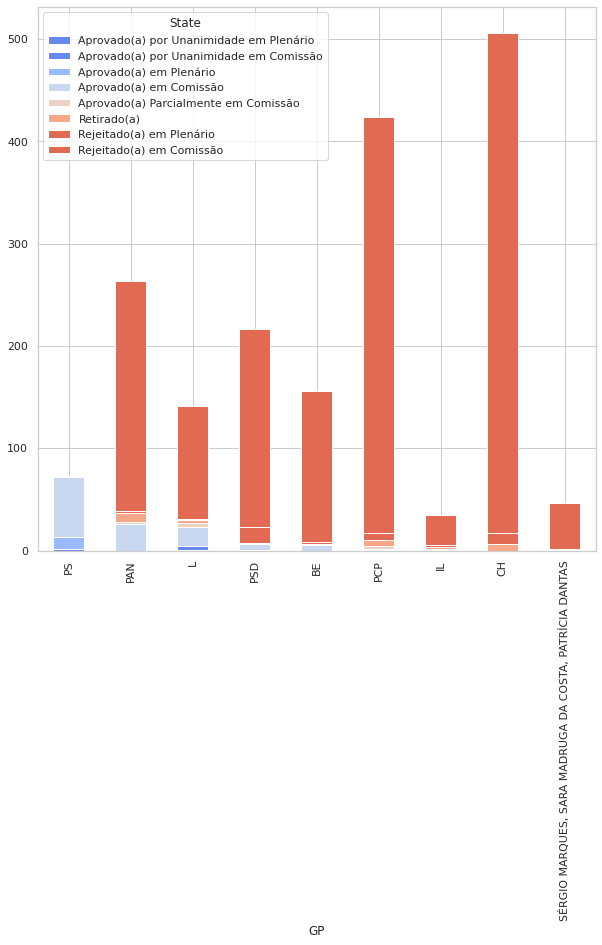 State
Aprovado(a) por Unanimidade em Plenário
Aprovado(a) por Unanimidade em Comissão
Aprovado(a) em Plenário
Aprovado(a) em Comissão
Aprovado(a) Parcialmente em Comissão
Retirado(a)
Rejeitado(a) em Plenário
Rejeitado(a) em Comissão
500
400
300
200
100
0
PS
PAN
L
PSD
BE
PCP
IL
CH
SÉRGIO MARQUES, SARA MADRUGA DA COSTA, PATRÍCIA DANTAS
GP